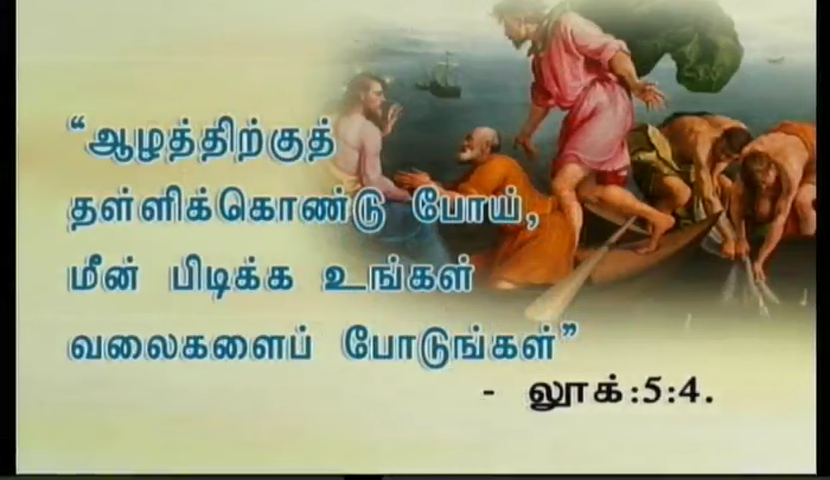 “ஆழத்திற்குத்
தள்ளிக்கொண்டு போய்,
மீன் பிடிக்க உங்கள்
வலைகளைப் போடுங்கள்”
- லூக்:5:4.